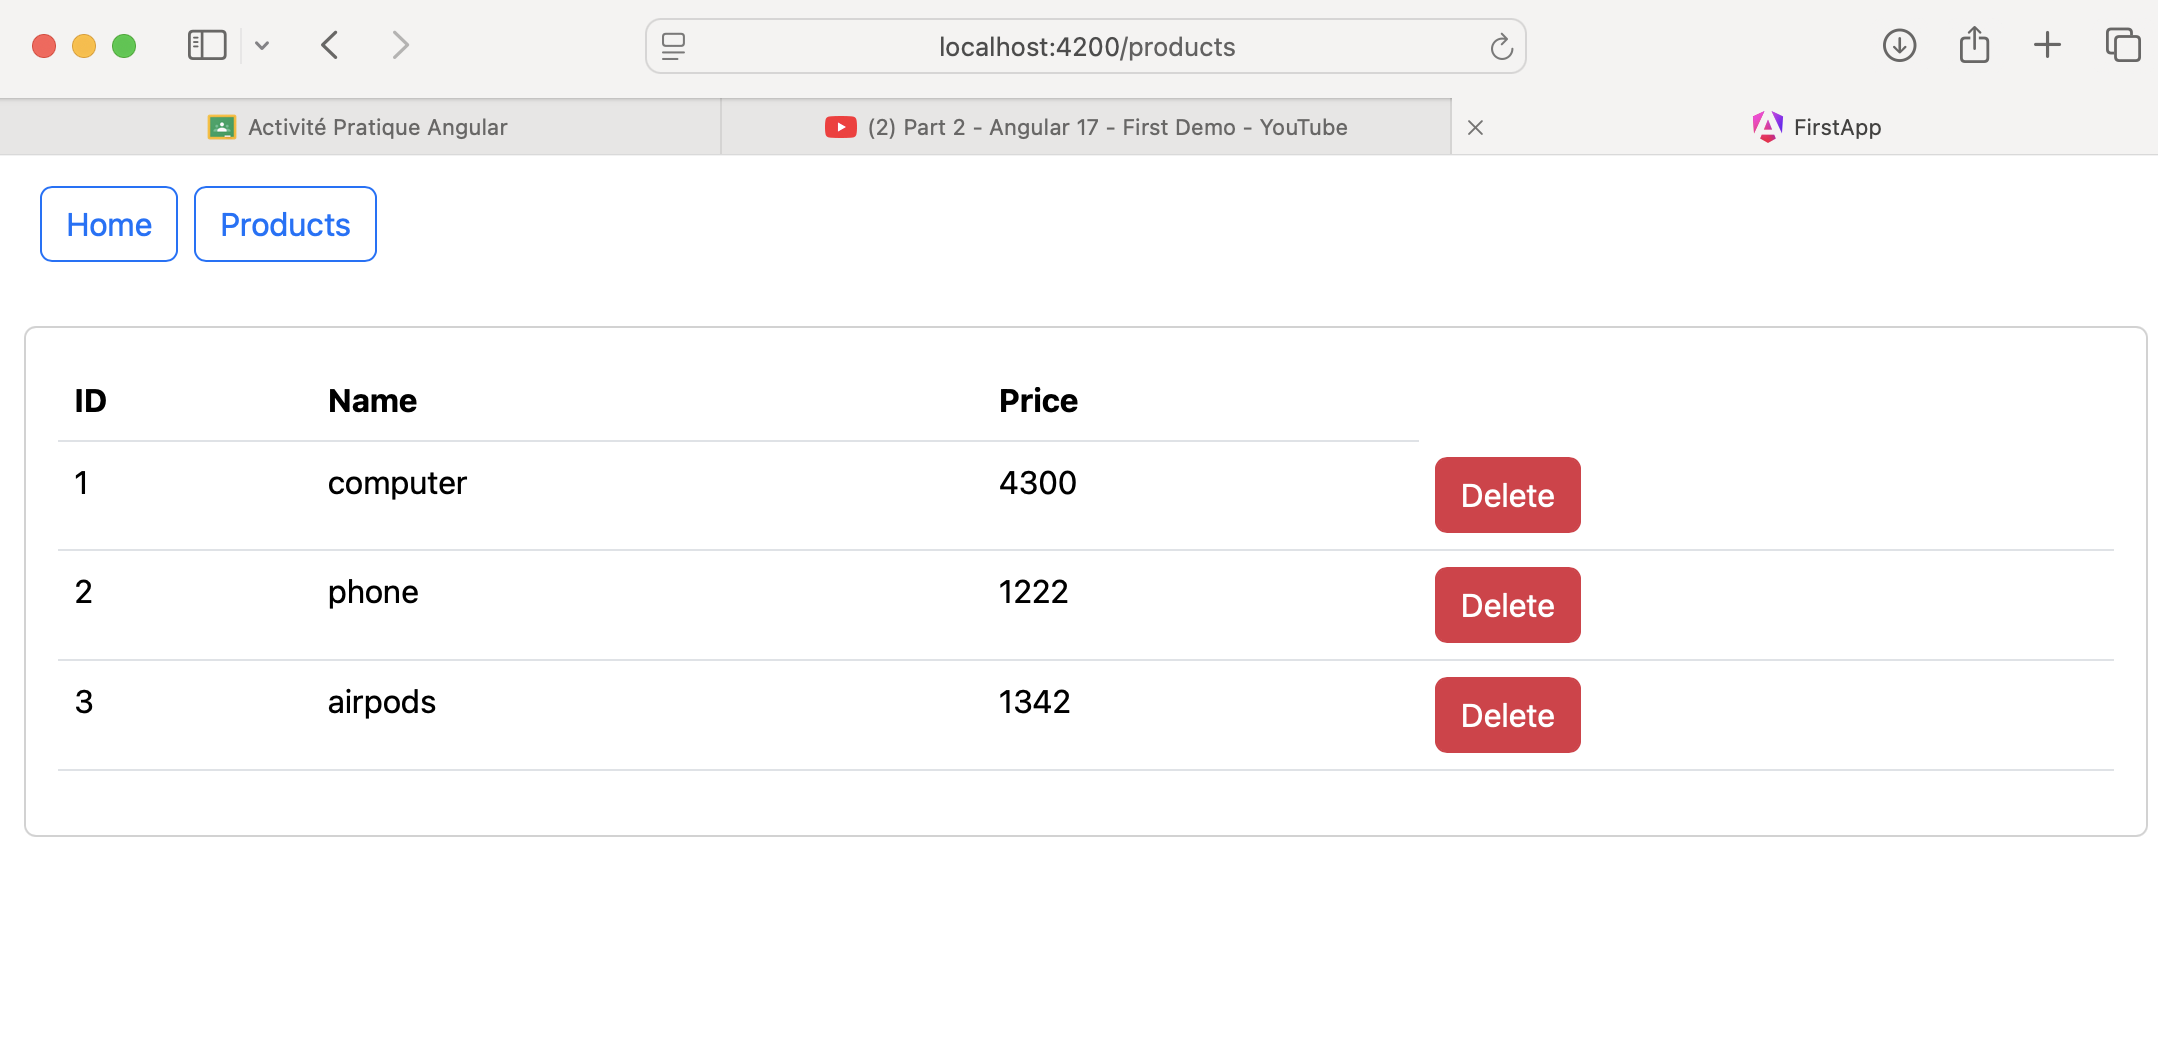 localhost:4200/products
Activité Pratique Angular
(2) Part 2 - Angular 17 - First Demo - YouTube
FirstApp
Home Products
ID Name Price
1 computer 4300 Delete
2 phone 1222 Delete
3 airpods 1342 Delete